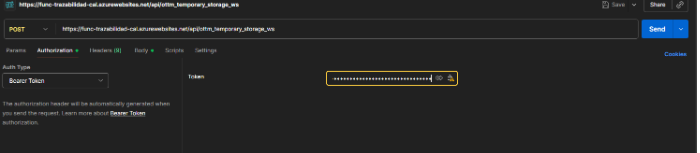 https://func-trazabilidad-cal.azurewebsites.net/api/ottm_temporary_storage_ws
Save
Share
POST
https://func-trazabilidad-cal.azurewebsites.net/api/ottm_temporary_storage_ws
Send
Params
Authorization
Headers (9)
Body
Scripts
Settings
Cookies
Auth Type
Bearer Token
Token
The authorization header will be automatically generated when
you send the request. Learn more about Bearer Token
authorization.